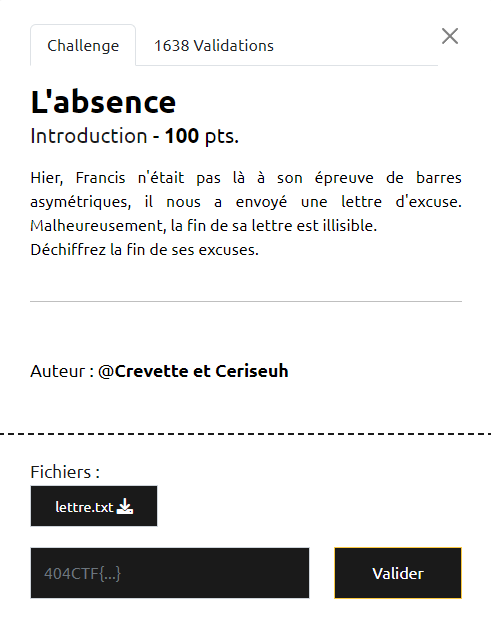 Challenge
1638 Validations
L'absence
Introduction - 100 pts.
Hier, Francis n'était pas là à son épreuve de barres
asymétriques, il nous a envoyé une lettre d'excuse.
Malheureusement, la fin de sa lettre est illisible.
Déchiffrez la fin de ses excuses.
Auteur : @Crevette et Ceriseuh
Fichiers :
lettre.txt
404CTF{...}
Valider